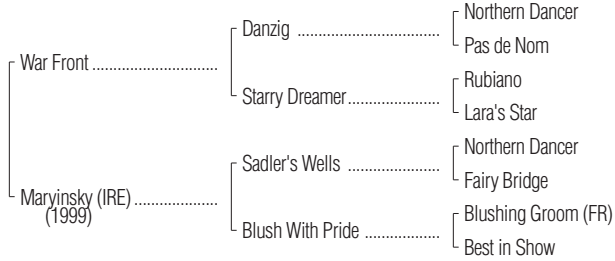 Northern Dancer
Danzig ..............................
Pas de Nom
War Front ..............................
Rubiano
Starry Dreamer......................
Lara's Star
Northern Dancer
Sadler's Wells ......................
Fairy Bridge
Maryinsky (IRE) ....................
(1999)
Blushing Groom (FR)
Blush With Pride ..................
Best in Show